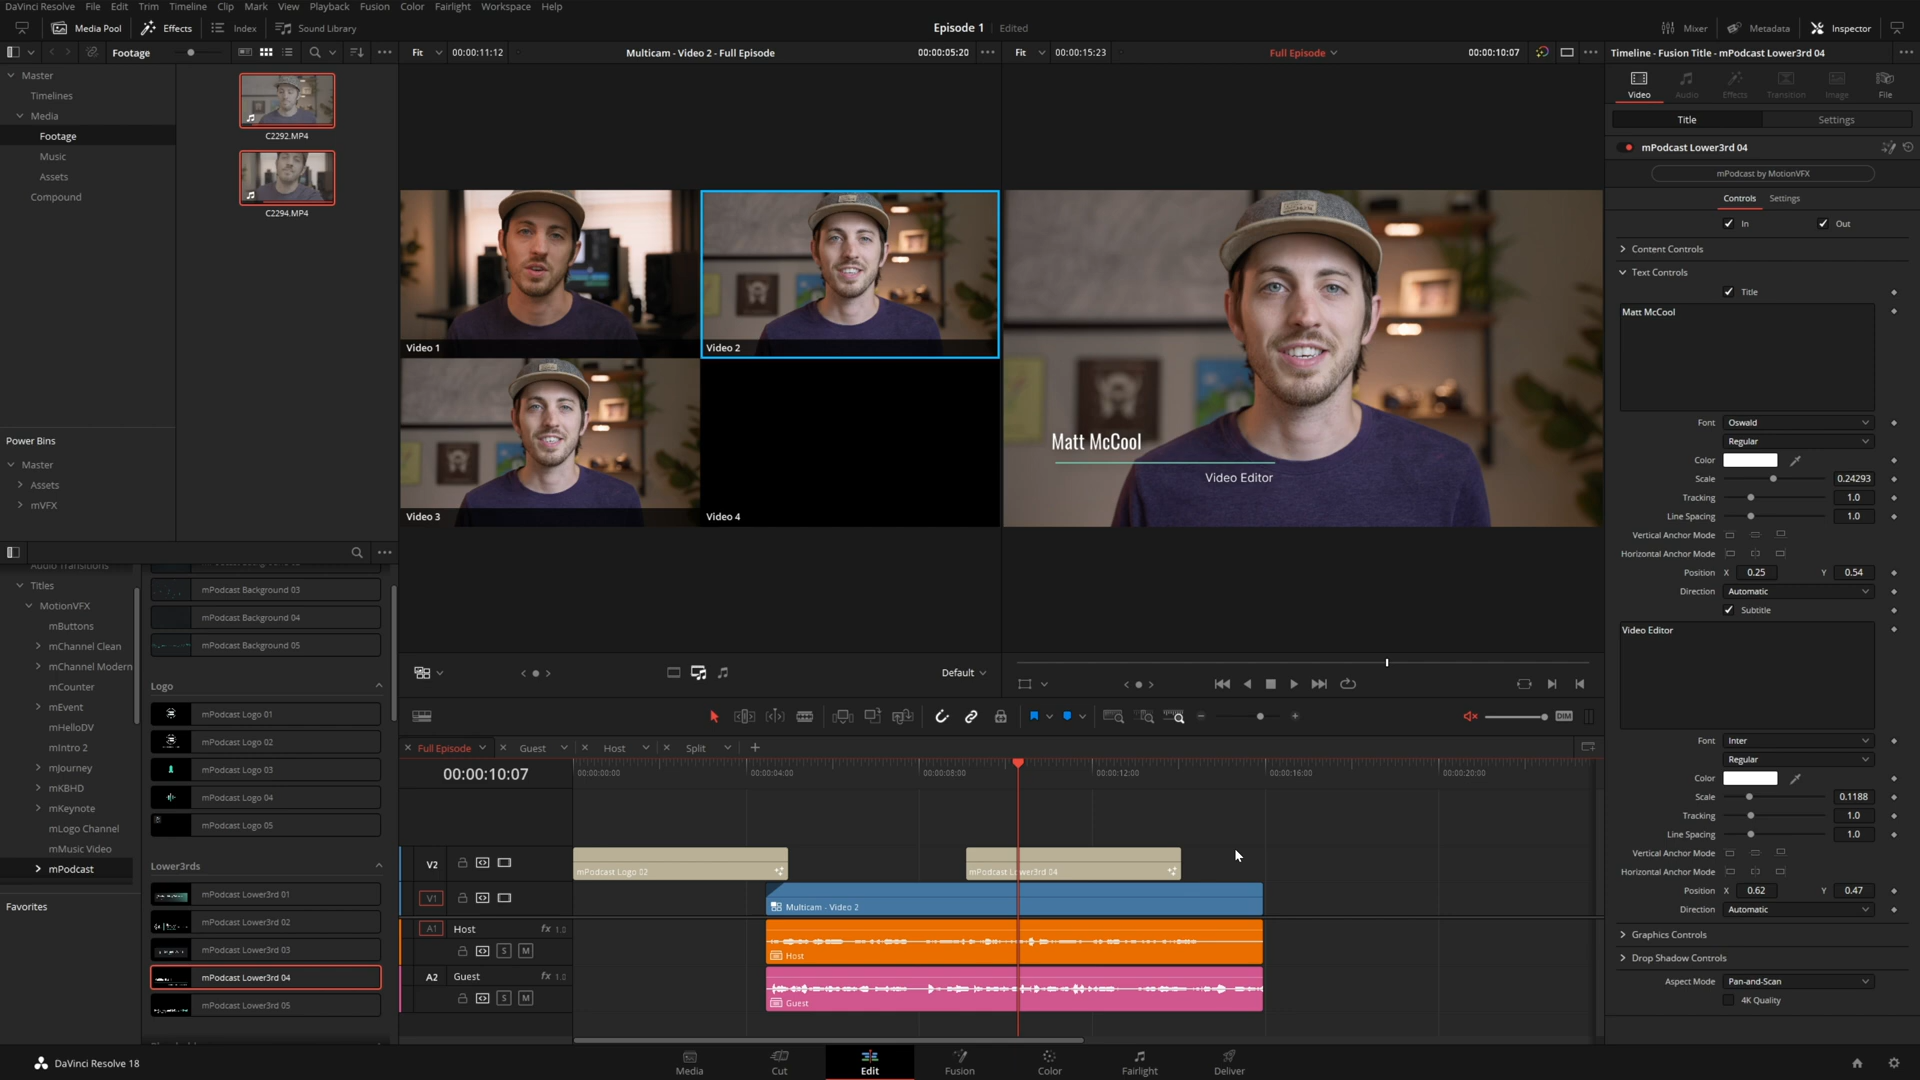 DaVinci Resolve File Edit Trim Timeline Clip Mark View Playback Fusion Color Fairlight Workspace Help
Media Pool Effects Index Sound Library Episode 1 Edited Mixer Metadata Inspector
Footage Fit 00:00:11:12 Multicam - Video 2 - Full Episode 00:00:05:20 Fit 00:00:15:23 Full Episode 00:00:10:07 Timeline - Fusion Title - mPodcast Lower3rd 04
Master
Timelines
Media
Footage
Music
Assets
Compound
C2292.MP4
C2294.MP4
Power Bins
Master
Assets
mVFX
Video 1
Video 2
Video 3
Video 4
Matt McCool
Video Editor
Video Audio Effects Transition Image File
Title Settings
mPodcast Lower3rd 04
mPodcast by MotionVFX
Controls Settings
In Out
Content Controls
Text Controls
Title
Matt McCool
Font Oswald
Regular
Color
Scale 0.24293
Tracking 1.0
Line Spacing 1.0
Vertical Anchor Mode
Horizontal Anchor Mode
Position X 0.25 Y 0.54
Direction Automatic
Subtitle
Video Editor
Font Inter
Regular
Color
Scale 0.1188
Tracking 1.0
Line Spacing 1.0
Vertical Anchor Mode
Horizontal Anchor Mode
Position X 0.62 Y 0.47
Direction Automatic
Graphics Controls
Drop Shadow Controls
Aspect Mode Pan-and-Scan
4K Quality
Audio Transitions
Titles
MotionVFX
mButtons
mChannel Clean
mChannel Modern
mCounter
mEvent
mHelloDV
mIntro 2
mJourney
mKBHD
mKeynote
mLogo Channel
mMusic Video
mPodcast
Favorites
mPodcast Background 03
mPodcast Background 04
mPodcast Background 05
Logo
mPodcast Logo 01
mPodcast Logo 02
mPodcast Logo 03
mPodcast Logo 04
mPodcast Logo 05
Lower3rds
mPodcast Lower3rd 01
mPodcast Lower3rd 02
mPodcast Lower3rd 03
mPodcast Lower3rd 04
mPodcast Lower3rd 05
Default
DIM
Full Episode Guest Host Split
00:00:10:07 00:00:00:00 00:00:04:00 00:00:08:00 00:00:12:00 00:00:16:00 00:00:20:00
V2 mPodcast Logo 02 mPodcast Lower3rd 04
V1 Multicam - Video 2
A1 Host fx 1.0
S M Host
A2 Guest fx 1.0
S M Guest
DaVinci Resolve 18 Media Cut Edit Fusion Color Fairlight Deliver